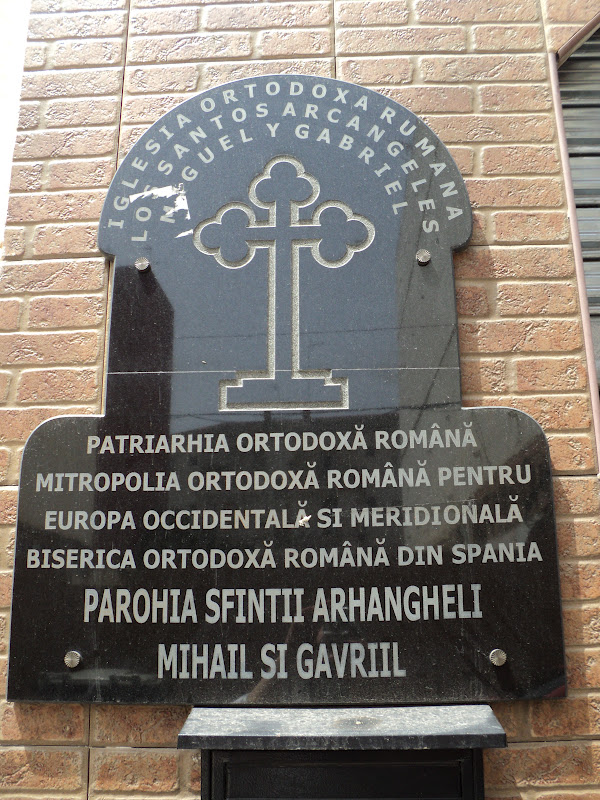 IGLESIA ORTODOXA RUMANA
LOS SANTOS ARCANGELES
MIGUEL Y GABRIEL
PATRIARHIA ORTODOXĂ ROMÂNĂ
MITROPOLIA ORTODOXĂ ROMÂNĂ PENTRU
EUROPA OCCIDENTALĂ SI MERIDIONALĂ
BISERICA ORTODOXĂ ROMÂNĂ DIN SPANIA
PAROHIA SFINTII ARHANGHELI
MIHAIL SI GAVRIIL